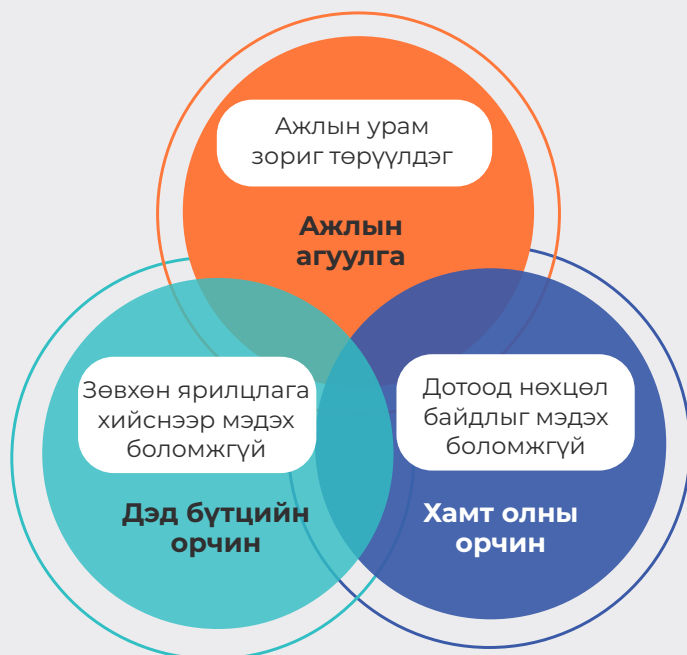 Ажлын урам
зориг төрүүлдэг
Ажлын
агуулга
Зөвхөн ярилцлага
хийснээр мэдэх
боломжгүй
Дэд бүтцийн
орчин
Дотоод нөхцөл
байдлыг мэдэх
боломжгүй
Хамт олны
орчин